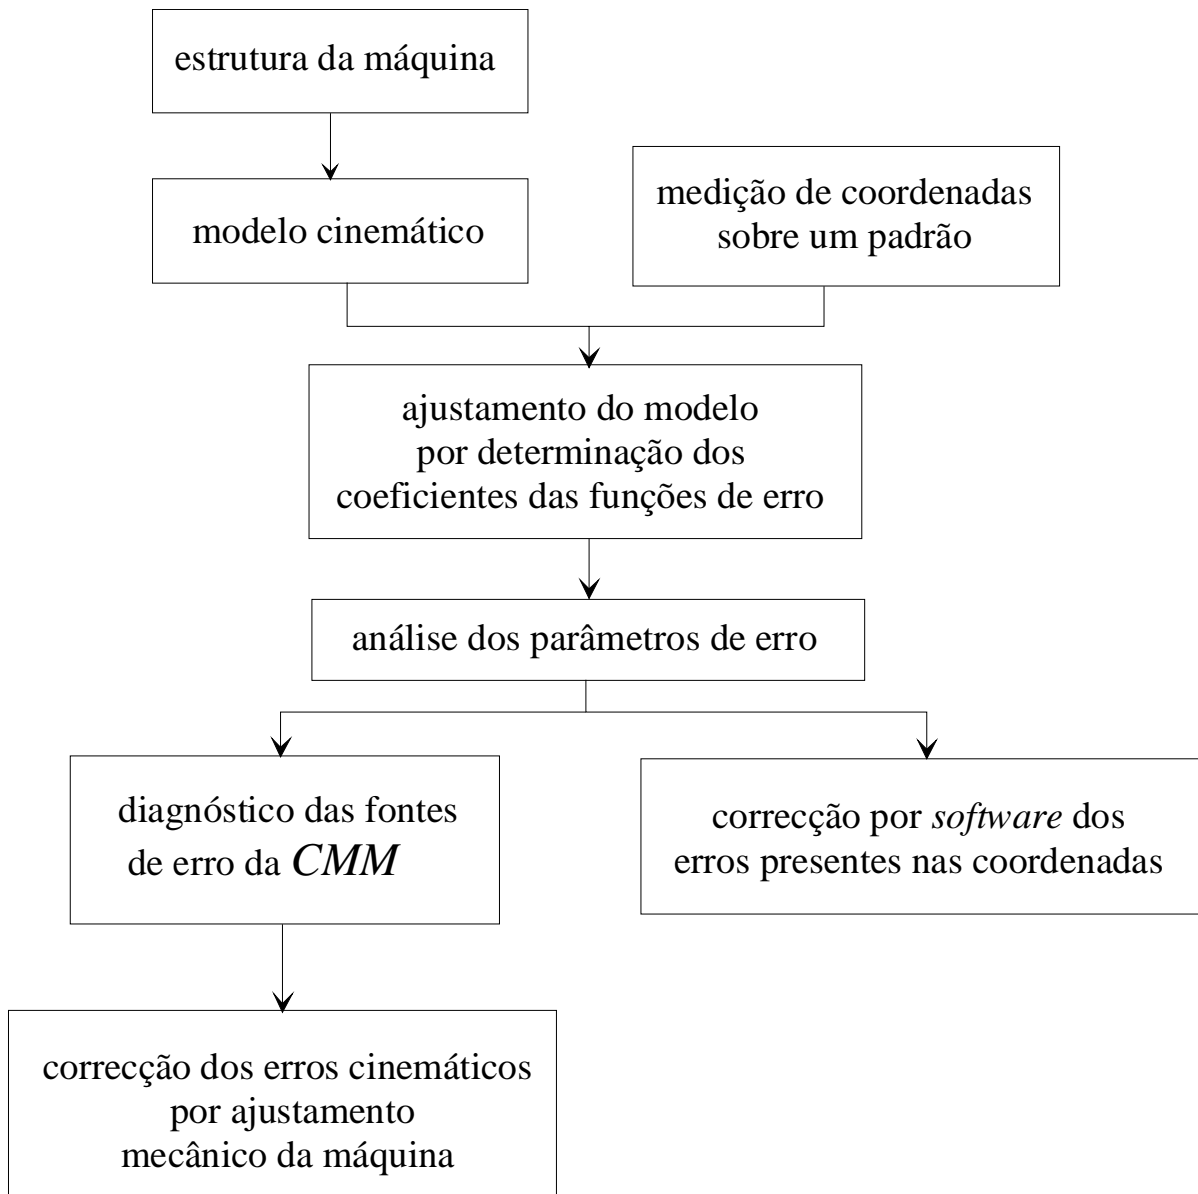 estrutura da máquina
modelo cinemático
medição de coordenadas
sobre um padrão
ajustamento do modelo
por determinação dos
coeficientes das funções de erro
análise dos parâmetros de erro
diagnóstico das fontes
de erro da CMM
correcção por software dos
erros presentes nas coordenadas
correcção dos erros cinemáticos
por ajustamento
mecânico da máquina